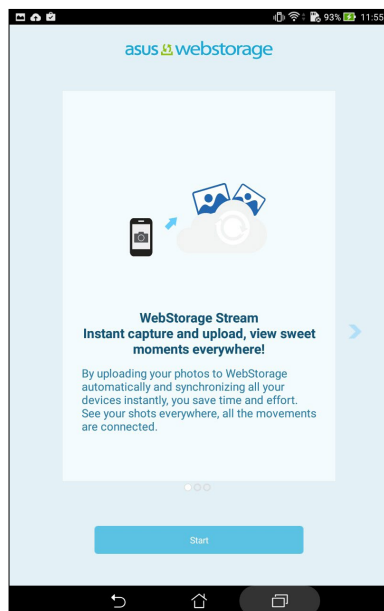 93% 11:55
asus webstorage
WebStorage Stream
Instant capture and upload, view sweet
moments everywhere!
By uploading your photos to WebStorage
automatically and synchronizing all your
devices instantly, you save time and effort.
See your shots everywhere, all the movements
are connected.
Start